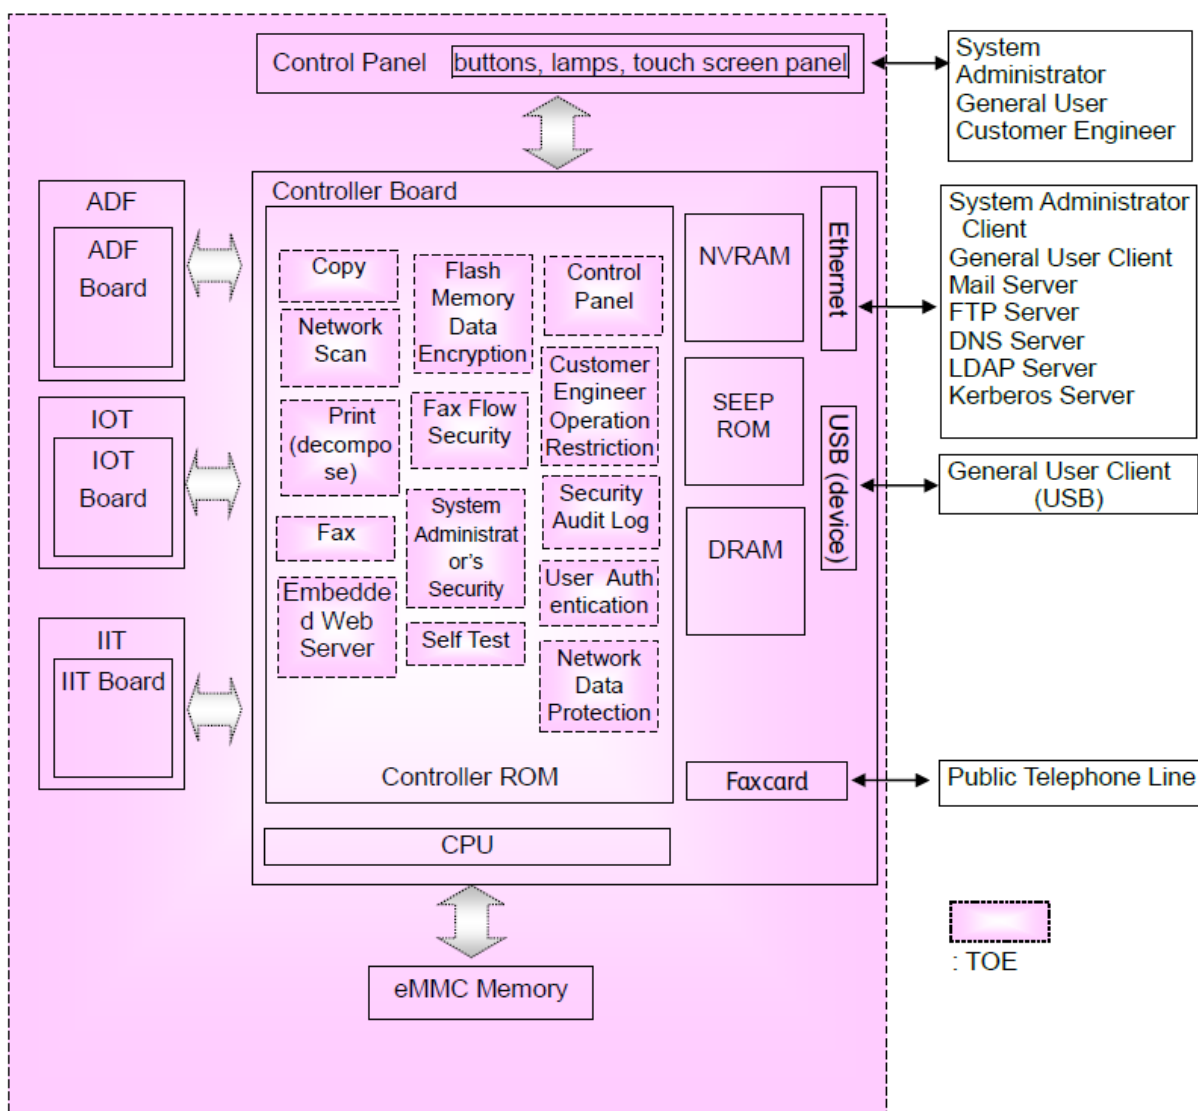 Control Panel
buttons, lamps, touch screen panel
System
Administrator
General User
Customer Engineer
ADF
ADF
Board
IOT
IOT
Board
IIT
IIT Board
Controller Board
Copy
Network
Scan
Print
(decompo
se)
Fax
Embedde
d Web
Server
Flash
Memory
Data
Encryption
Fax Flow
Security
System
Administrat
or's
Security
Self Test
Control
Panel
Customer
Engineer
Operation
Restriction
Security
Audit Log
User Auth
entication
Network
Data
Protection
Controller ROM
CPU
NVRAM
SEEP
ROM
DRAM
Ethernet
USB (device)
Faxcard
System Administrator
Client
General User Client
Mail Server
FTP Server
DNS Server
LDAP Server
Kerberos Server
General User Client
(USB)
Public Telephone Line
eMMC Memory
: TOE